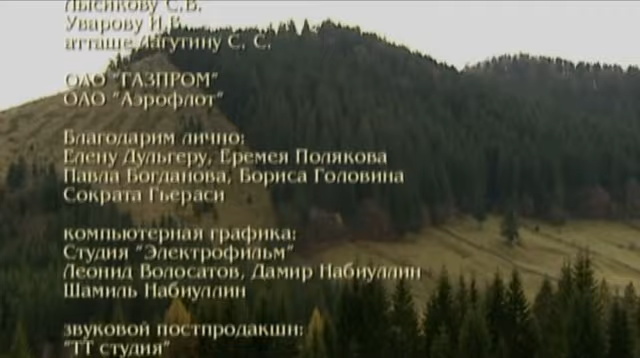 Лысикову С.В.
Уварову И.В.
атташе Лагутину С. С.
ОАО "ГАЗПРОМ"
ОАО "Аэрофлот"
Благодарим лично:
Елену Дульгеру, Еремея Полякова
Павла Богданова, Бориса Головина
Сократа Гьераси
компьютерная графика:
Студия "Электрофильм"
Леонид Волосатов, Дамир Набиуллин
Шамиль Набиуллин
звуковой постпродакшн:
"ТТ студия"